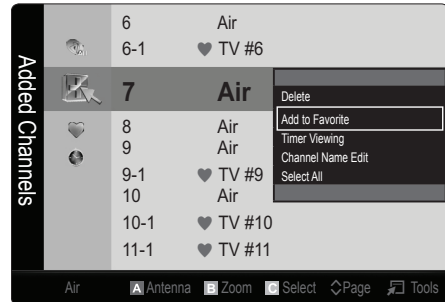 Added Channels
6 Air
6-1 ♥ TV #6
7 Air
8 Air
9 Air
9-1 ♥ TV #9
10 Air
10-1 ♥ TV #10
11-1 ♥ TV #11
Delete
Add to Favorite
Timer Viewing
Channel Name Edit
Select All
Air A Antenna B Zoom C Select Page Tools